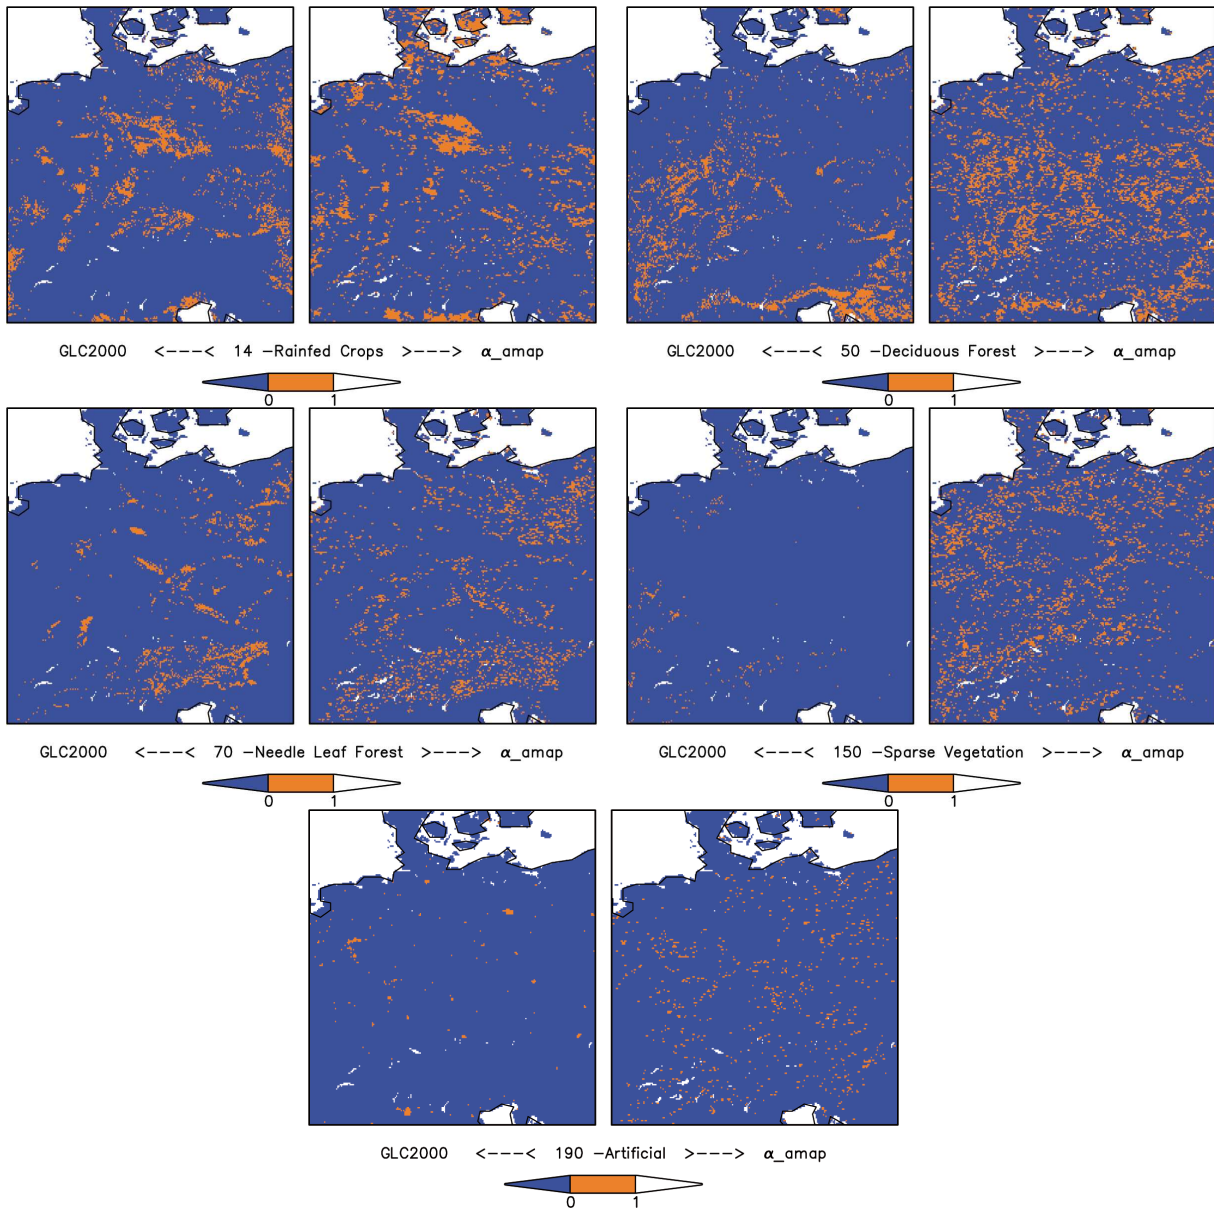 GLC2000 <---< 14 -Rainfed Crops >---> α_amap
0 1
GLC2000 <---< 50 -Deciduous Forest >---> α_amap
0 1
GLC2000 <---< 70 -Needle Leaf Forest >---> α_amap
0 1
GLC2000 <---< 150 -Sparse Vegetation >---> α_amap
0 1
GLC2000 <---< 190 -Artificial >---> α_amap
0 1